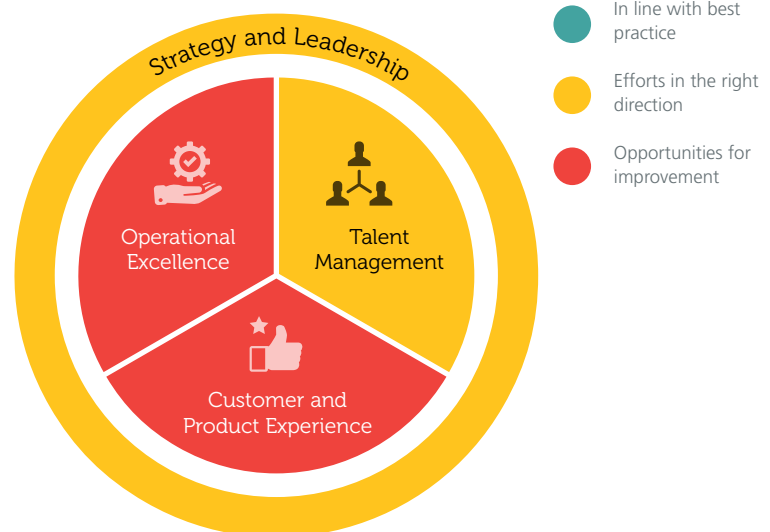 Strategy and Leadership
Operational
Excellence
Talent
Management
Customer and
Product Experience
In line with best
practice
Efforts in the right
direction
Opportunities for
improvement